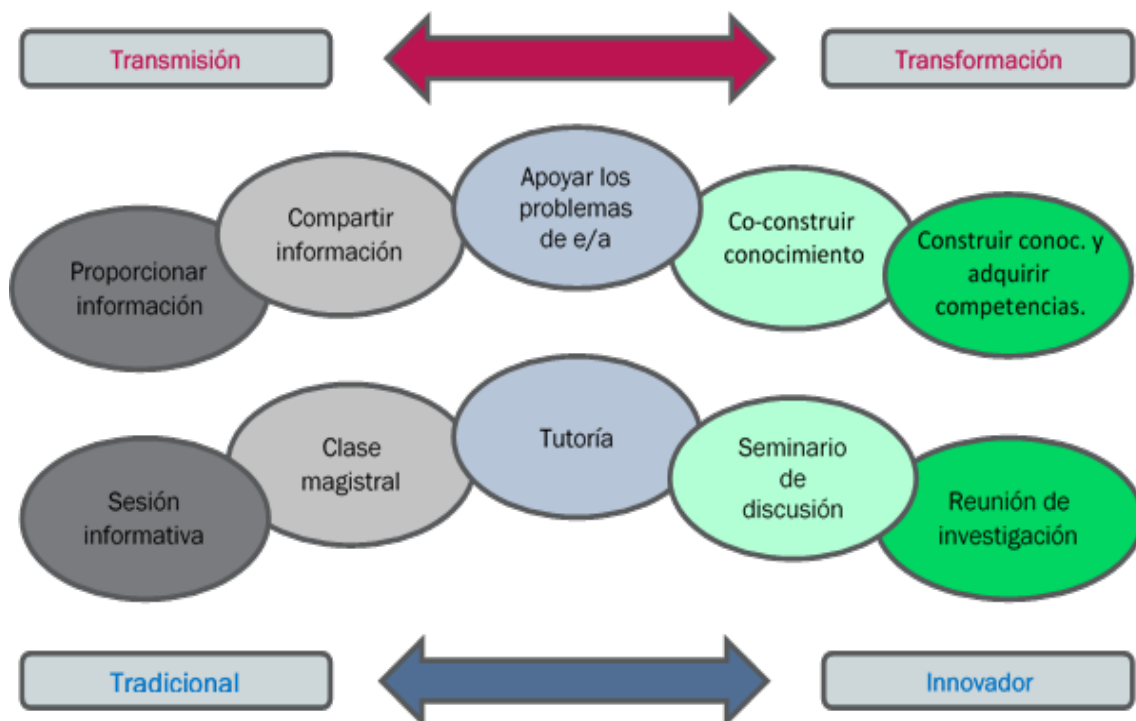 Transmisión
Transformación
Proporcionar
información
Compartir
información
Apoyar los
problemas
de e/a
Co-construir
conocimiento
Construir conoc. y
adquirir
competencias.
Sesión
informativa
Clase
magistral
Tutoría
Seminario
de
discusión
Reunión de
investigación
Tradicional
Innovador